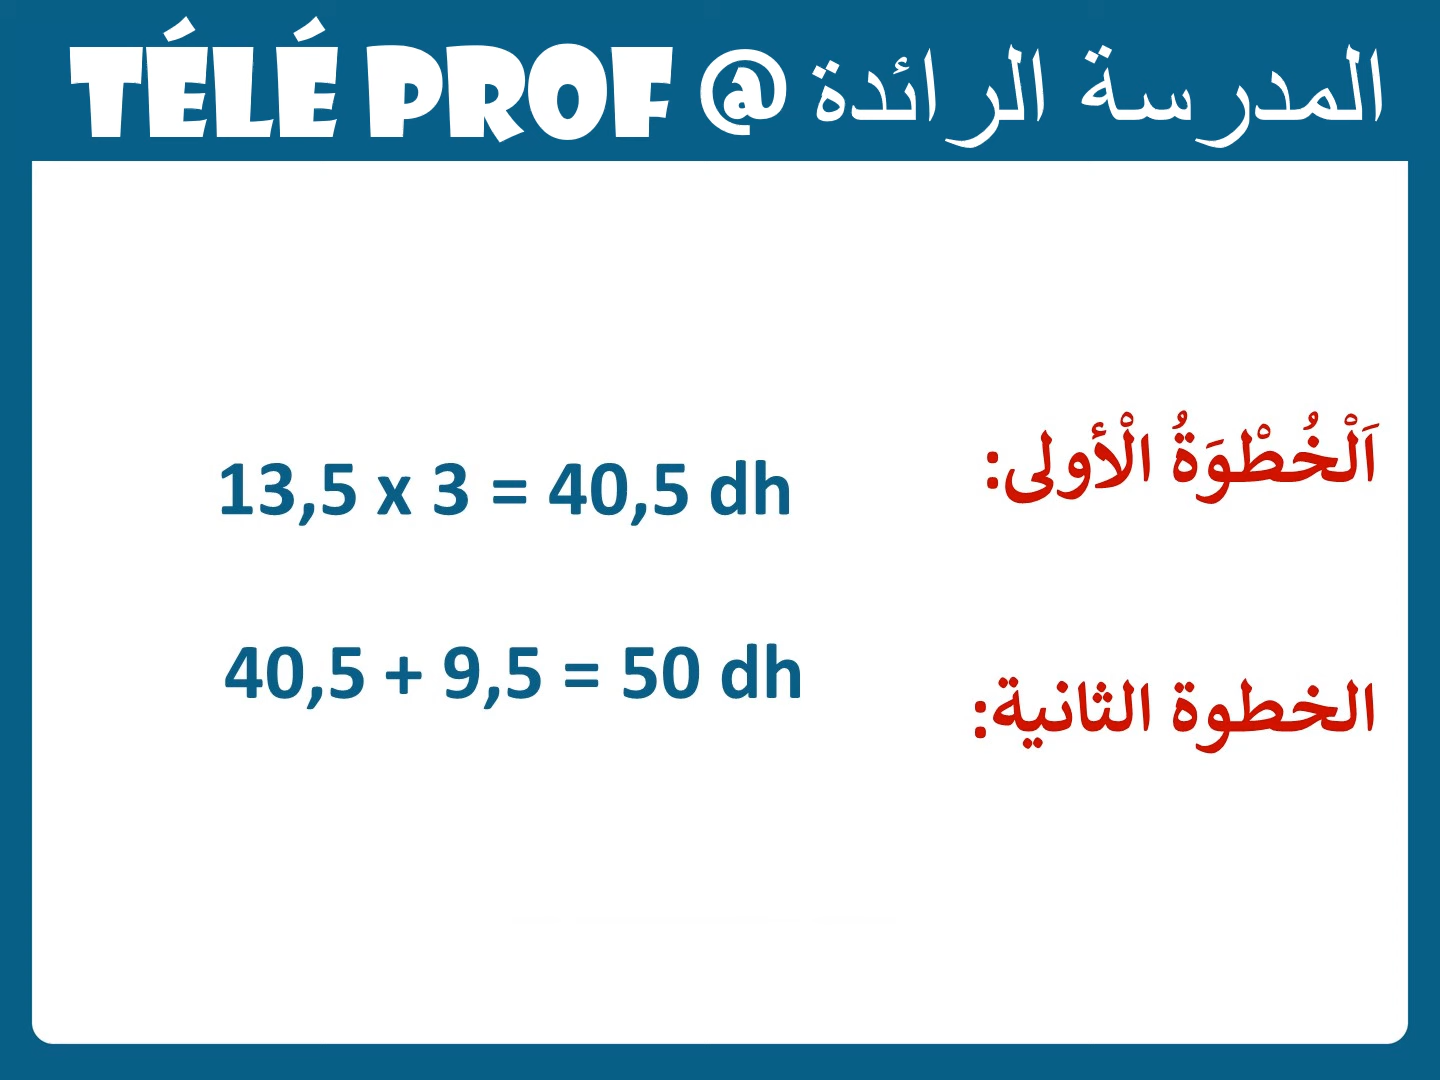 TÉLÉ PROF @ المدرسة الرائدة
اَلْخُطْوَةُ الْأولى:
13,5 x 3 = 40,5 dh
الخطوة الثانية:
40,5 + 9,5 = 50 dh